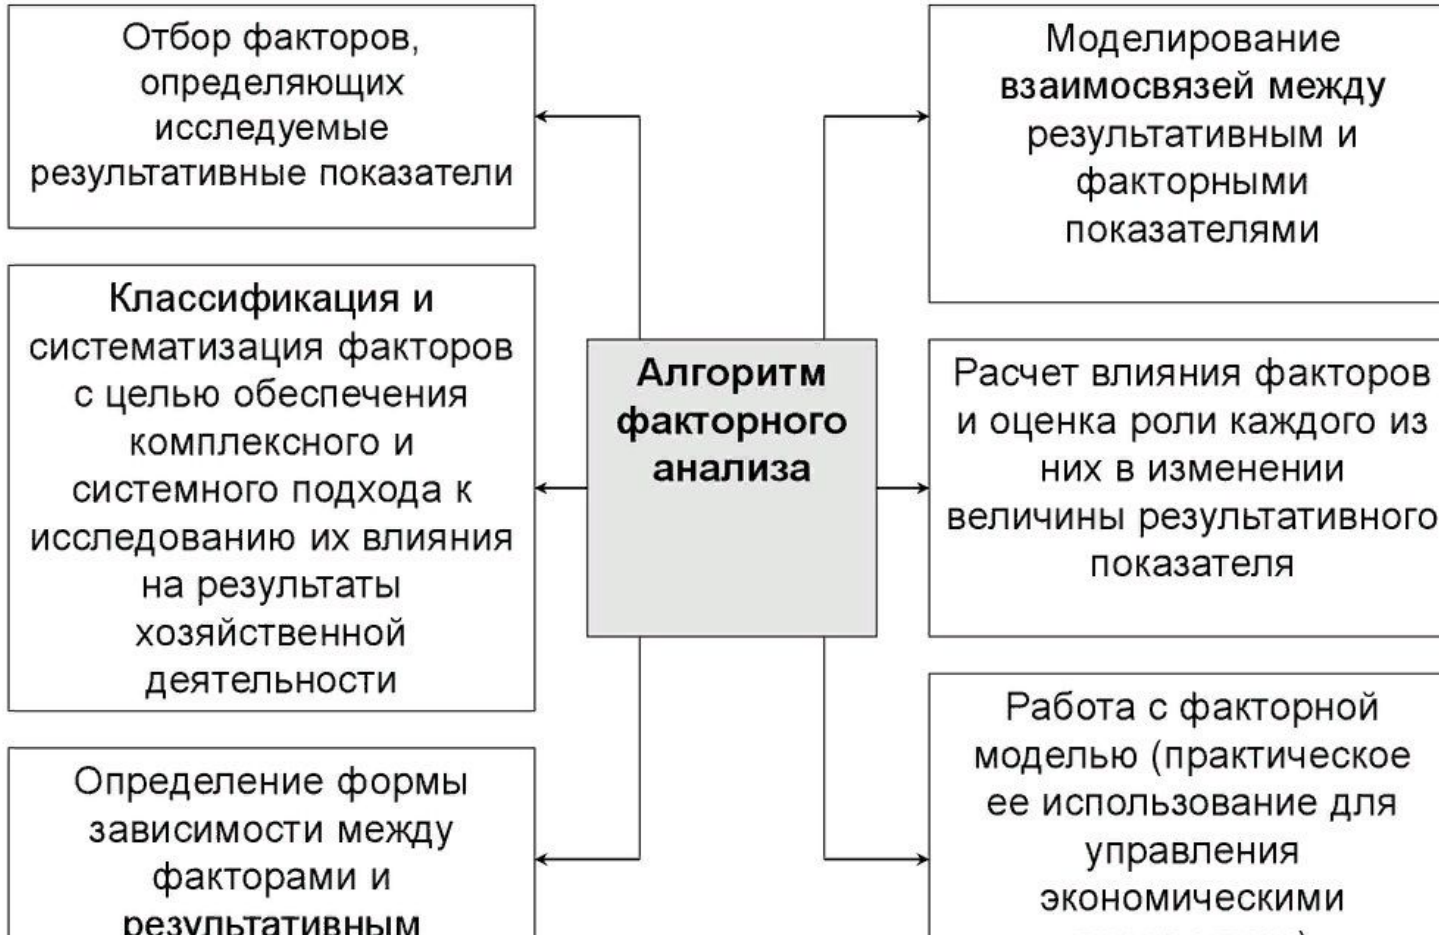 Отбор факторов,
определяющих
исследуемые
результативные показатели
Классификация и
систематизация факторов
с целью обеспечения
комплексного и
системного подхода к
исследованию их влияния
на результаты
хозяйственной
деятельности
Определение формы
зависимости между
факторами и
результативным
Алгоритм
факторного
анализа
Моделирование
взаимосвязей между
результативным и
факторными
показателями
Расчет влияния факторов
и оценка роли каждого из
них в изменении
величины результативного
показателя
Работа с факторной
моделью (практическое
ее использование для
управления
экономическими